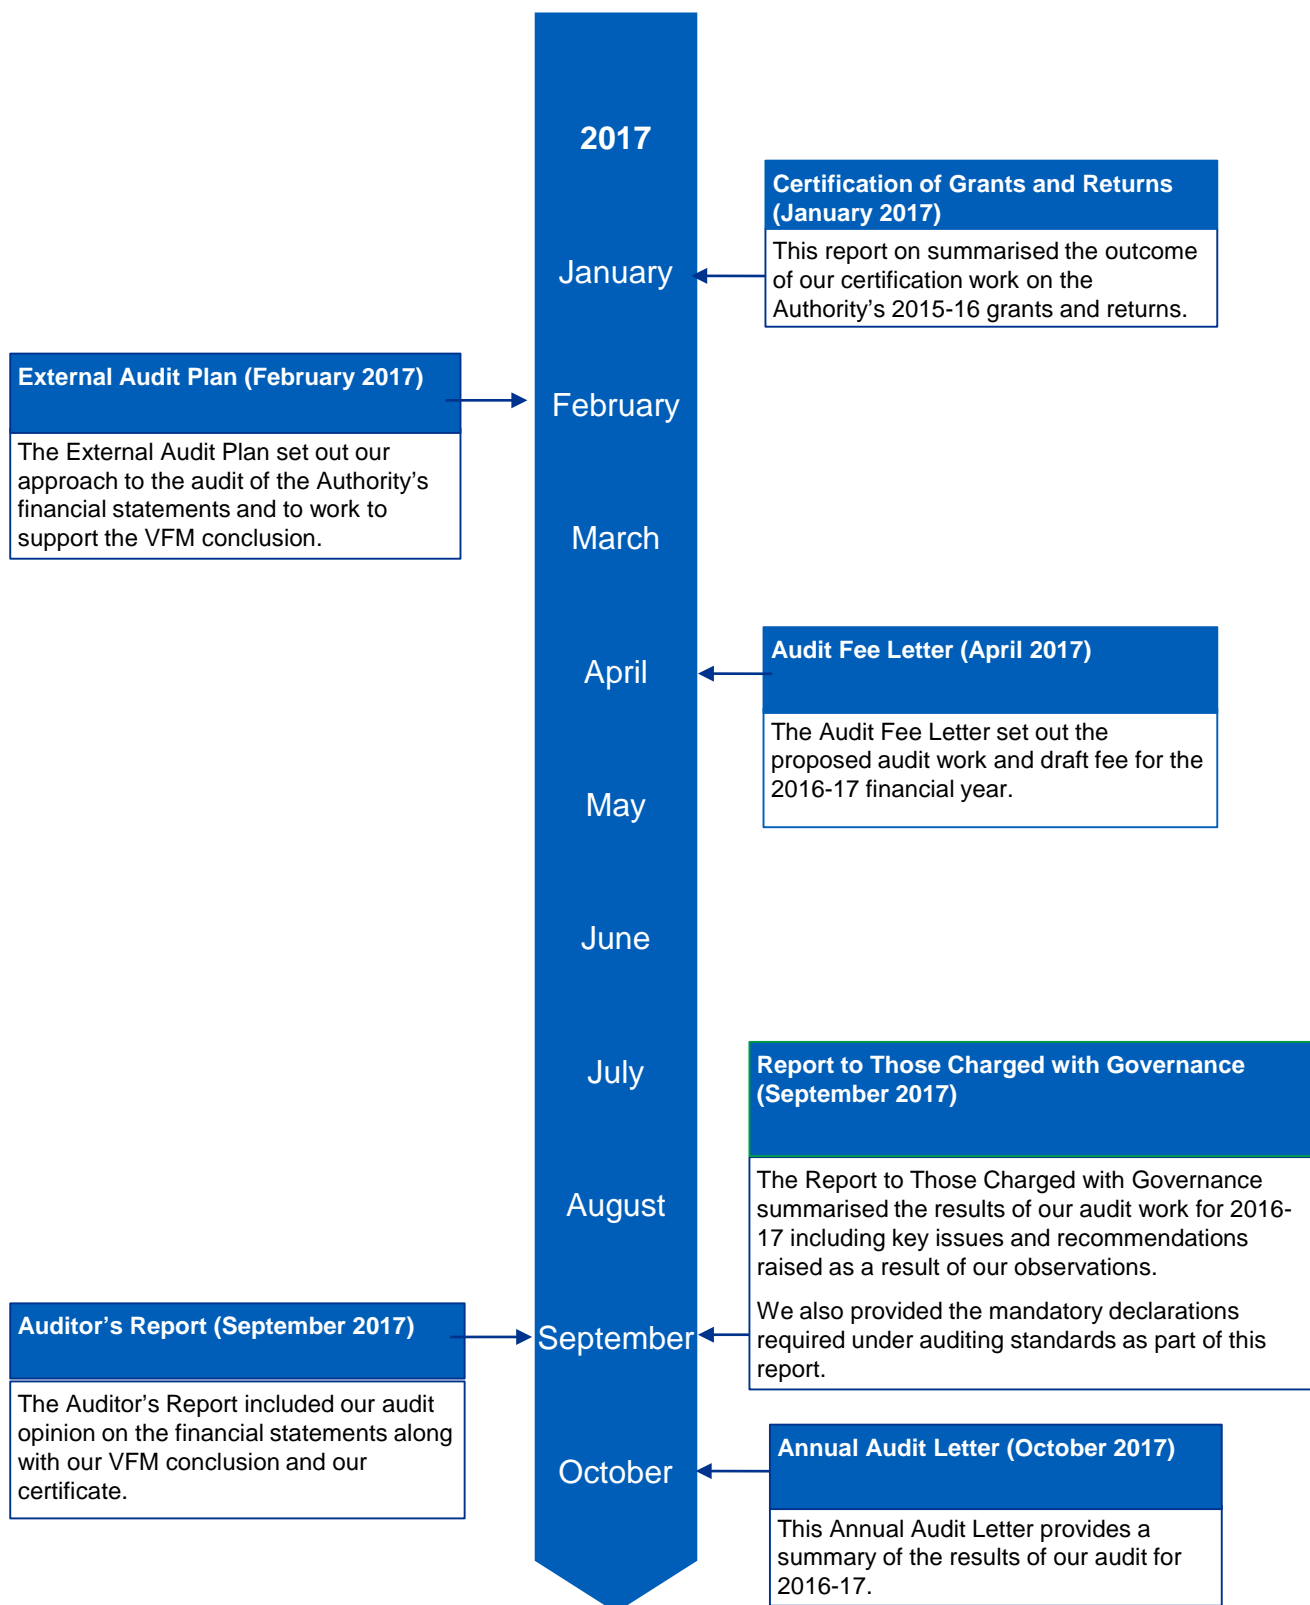 2017
Certification of Grants and Returns
(January 2017)
This report on summarised the outcome
of our certification work on the
Authority’s 2015-16 grants and returns.
January
External Audit Plan (February 2017)
The External Audit Plan set out our
approach to the audit of the Authority’s
financial statements and to work to
support the VFM conclusion.
February
March
Audit Fee Letter (April 2017)
The Audit Fee Letter set out the
proposed audit work and draft fee for the
2016-17 financial year.
April
May
June
July
Report to Those Charged with Governance
(September 2017)
The Report to Those Charged with Governance
summarised the results of our audit work for 2016-
17 including key issues and recommendations
raised as a result of our observations.
We also provided the mandatory declarations
required under auditing standards as part of this
report.
August
Auditor’s Report (September 2017)
The Auditor’s Report included our audit
opinion on the financial statements along
with our VFM conclusion and our
certificate.
September
October
Annual Audit Letter (October 2017)
This Annual Audit Letter provides a
summary of the results of our audit for
2016-17.